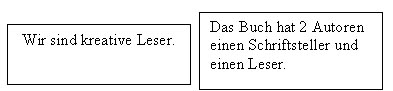 Wir sind kreative Leser.
Das Buch hat 2 Autoren
einen Schriftsteller und
einen Leser.